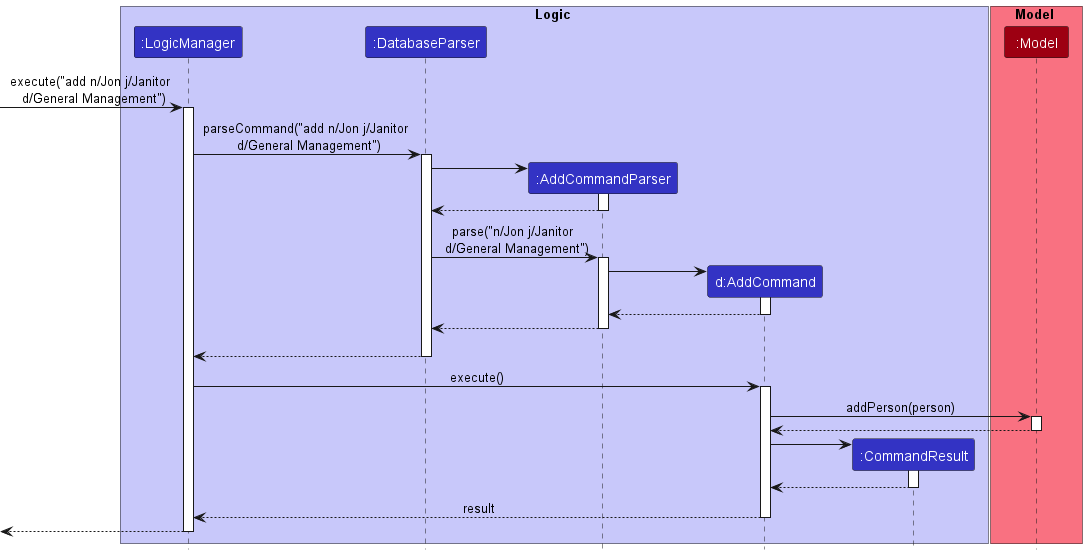 Logic
Model
:LogicManager
:DatabaseParser
:Model
execute("add n/Jon j/Janitor
d/General Management")
parseCommand("add n/Jon j/Janitor
d/General Management")
:AddCommandParser
parse("n/Jon j/Janitor
d/General Management")
d:AddCommand
execute()
addPerson(person)
:CommandResult
result